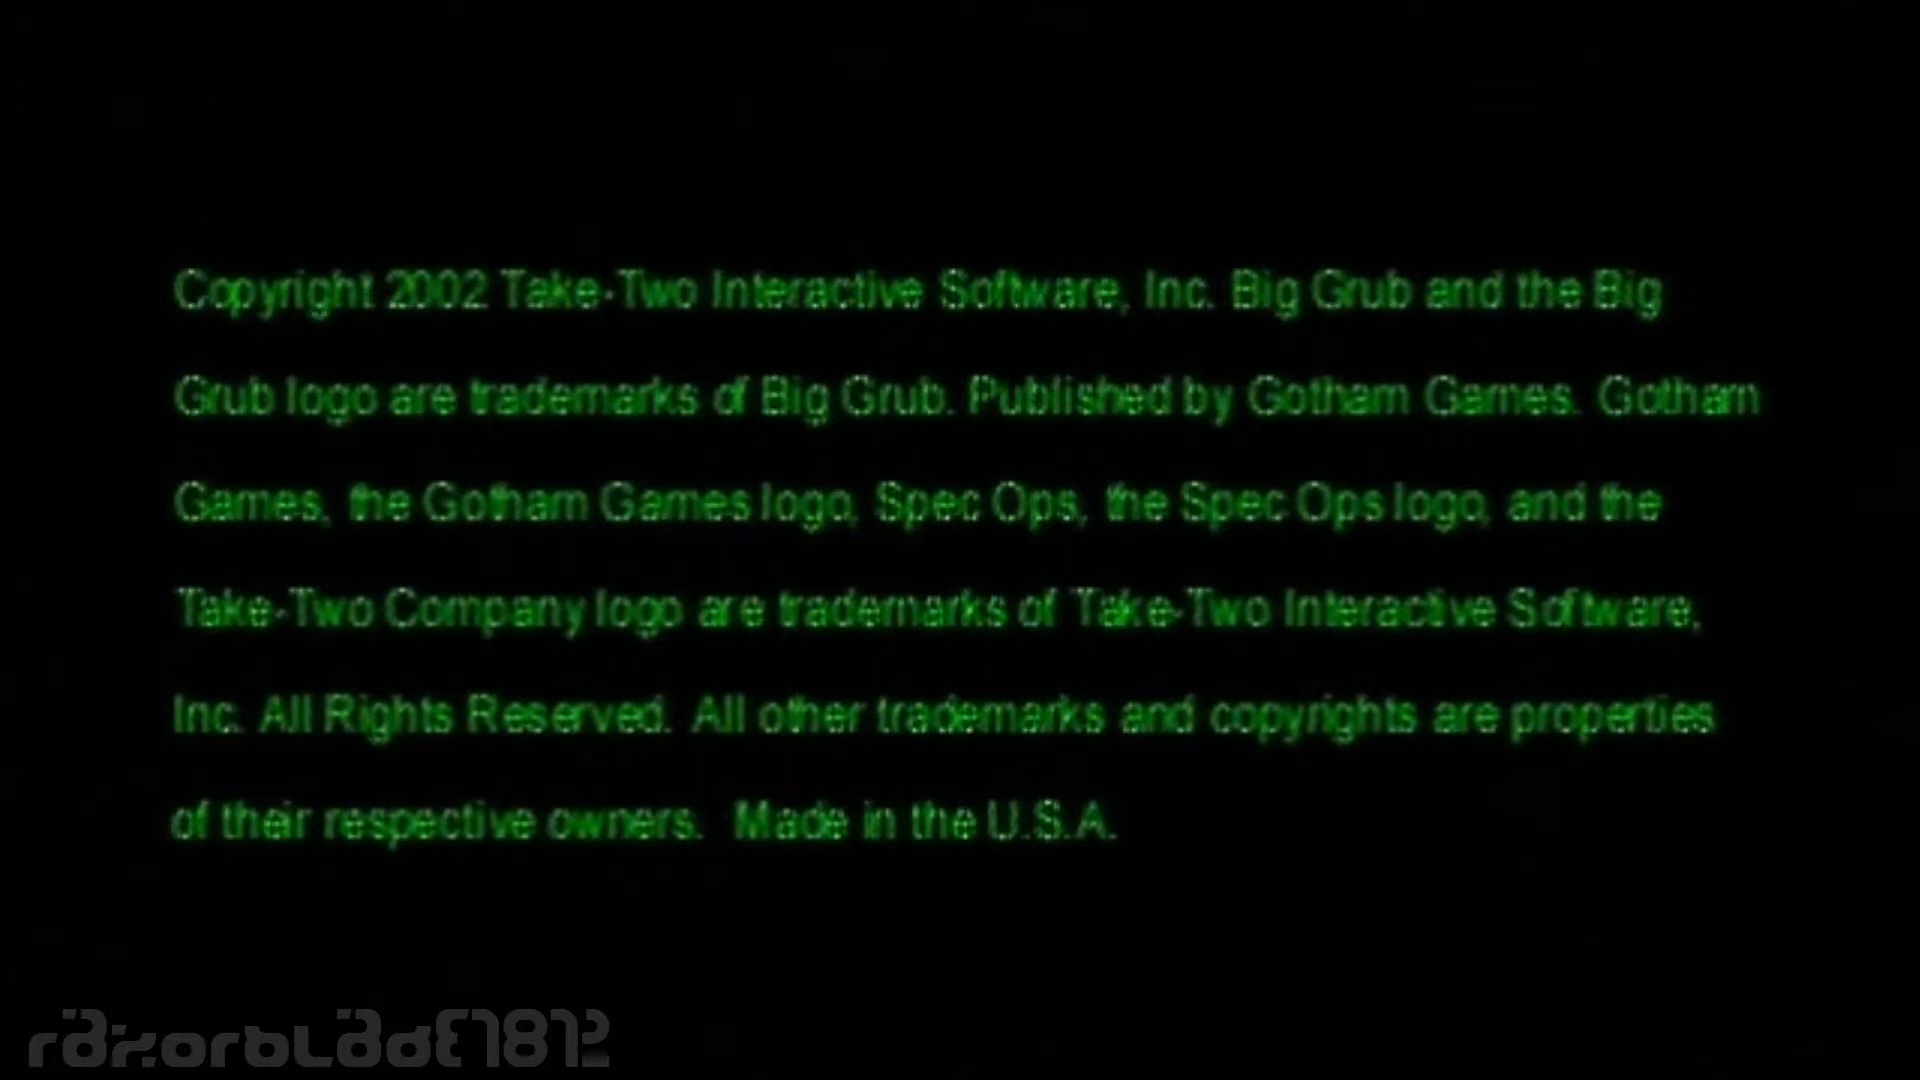 Copyright 2002 Take-Two Interactive Software, Inc. Big Grub and the Big
Grub logo are trademarks of Big Grub. Published by Gotham Games. Gotham
Games, the Gotham Games logo, Spec Ops, the Spec Ops logo, and the
Take-Two Company logo are trademarks of Take-Two Interactive Software,
Inc. All Rights Reserved. All other trademarks and copyrights are properties
of their respective owners. Made in the U.S.A.
razorblade1812